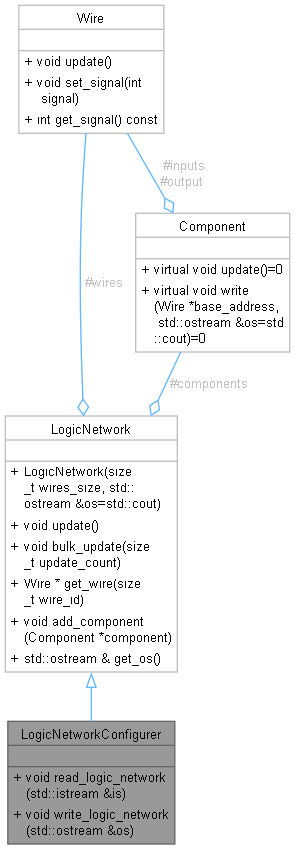 Wire
+ void update()
+ void set_signal(int
signal)
+ int get_signal() const
#inputs
#output
Component
+ virtual void update()=0
+ virtual void write
(Wire *base_address,
std::ostream &os=std
::cout)=0
#wires
#components
LogicNetwork
+ LogicNetwork(size
_t wires_size, std::
ostream &os=std::cout)
+ void update()
+ void bulk_update(size
_t update_count)
+ Wire * get_wire(size
_t wire_id)
+ void add_component
(Component *component)
+ std::ostream & get_os()
LogicNetworkConfigurer
+ void read_logic_network
(std::istream &is)
+ void write_logic_network
(std::ostream &os)